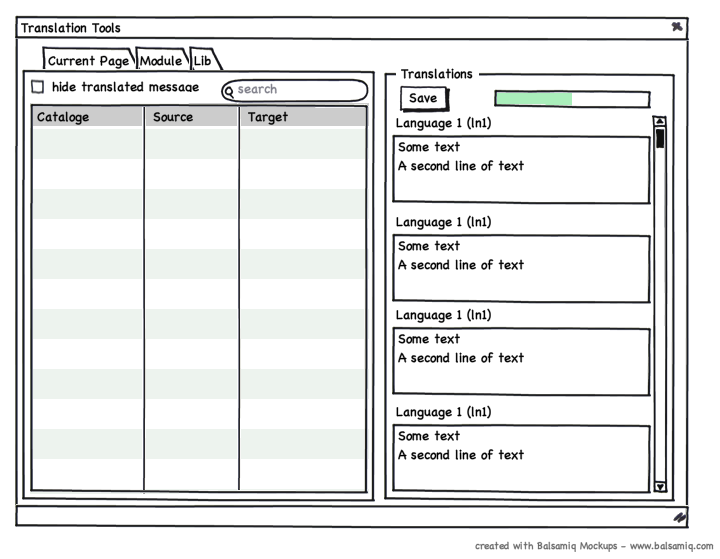 Translation Tools
Current Page Module Lib
hide translated message
search
Cataloge Source Target
Translations
Save
Language 1 (ln1)
Some text
A second line of text
Language 1 (ln1)
Some text
A second line of text
Language 1 (ln1)
Some text
A second line of text
Language 1 (ln1)
Some text
A second line of text
created with Balsamiq Mockups - www.balsamiq.com